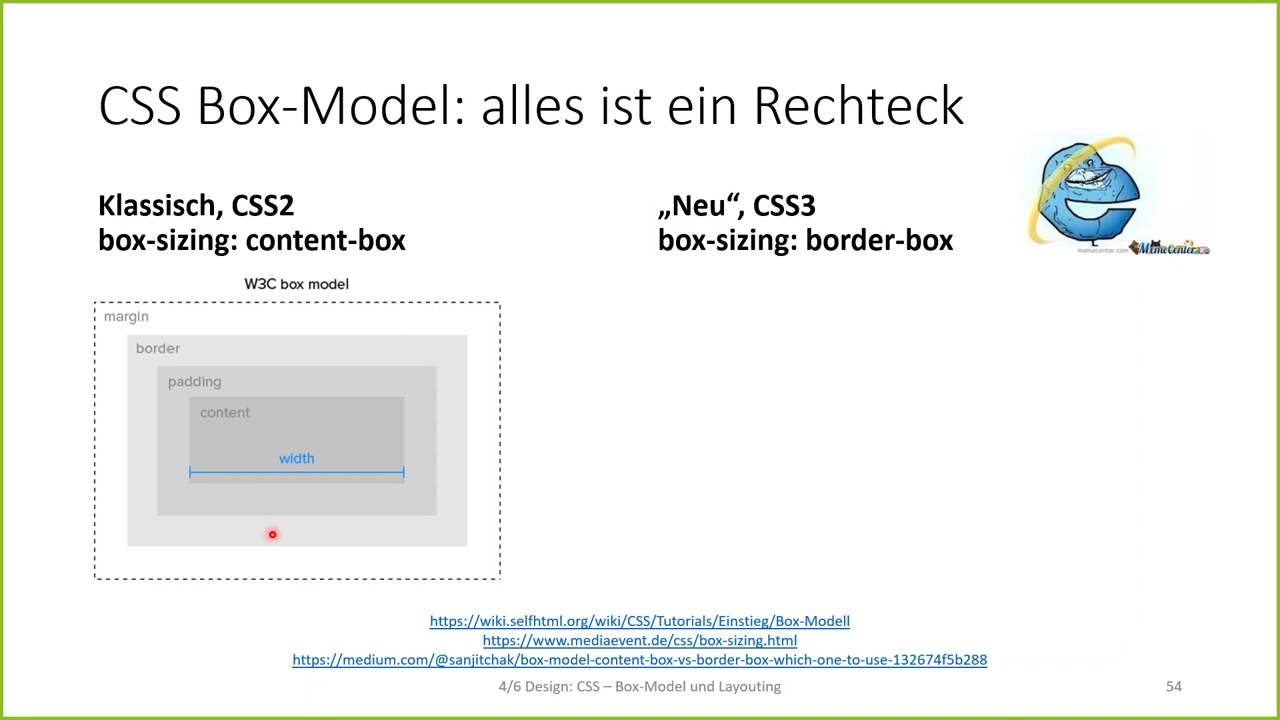 CSS Box-Model: alles ist ein Rechteck
Klassisch, CSS2
box-sizing: content-box
„Neu“, CSS3
box-sizing: border-box
memecenter.com MemeCenter
W3C box model
margin
border
padding
content
width
https://wiki.selfhtml.org/wiki/CSS/Tutorials/Einstieg/Box-Modell
https://www.mediaevent.de/css/box-sizing.html
https://medium.com/@sanjitchak/box-model-content-box-vs-border-box-which-one-to-use-132674f5b288
4/6 Design: CSS – Box-Model und Layouting
54